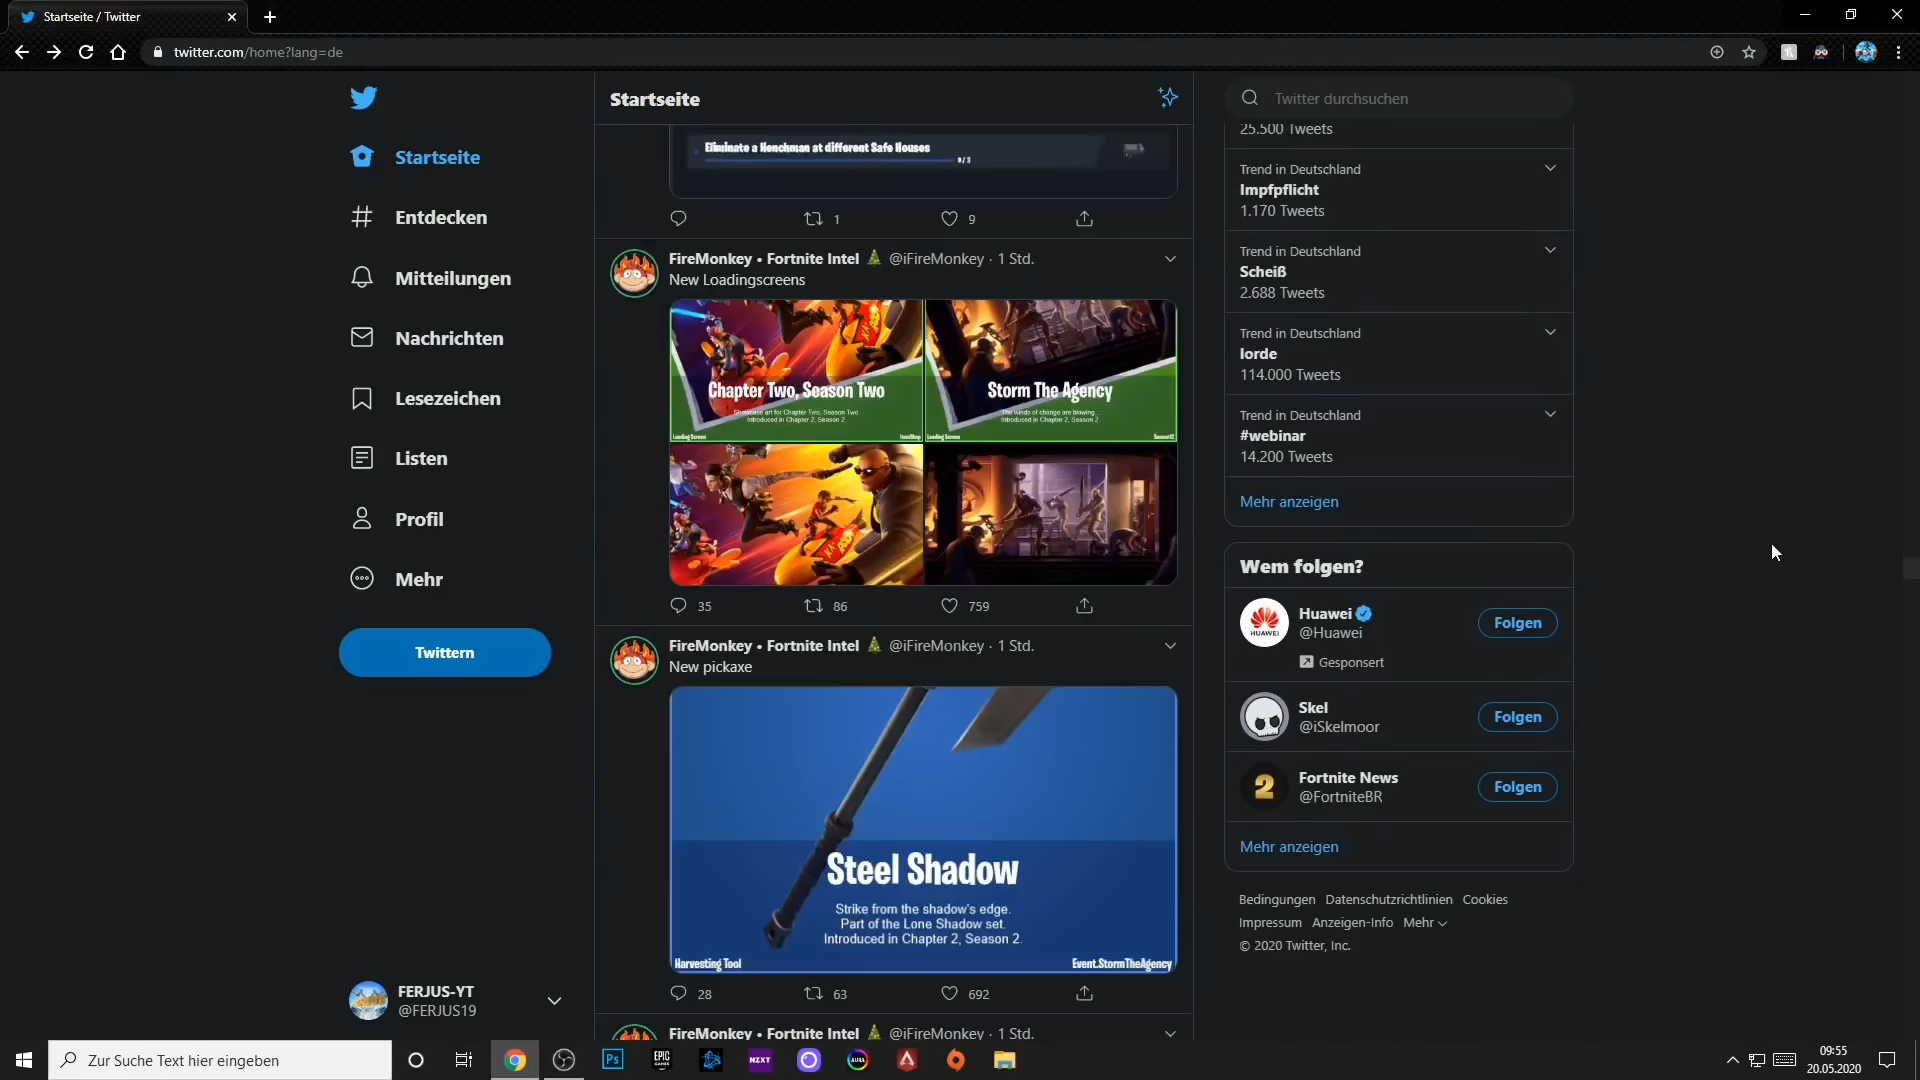 Startseite / Twitter
twitter.com/home?lang=de
Startseite
Entdecken
Mitteilungen
Nachrichten
Lesezeichen
Listen
Profil
Mehr
Twittern
FERJUS-YT
@FERJUS19
Startseite
Eliminate a Henchman at different Safe Houses
0/3
1
9
FireMonkey • Fortnite Intel 🎄 @iFireMonkey · 1 Std.
New Loadingscreens
Chapter Two, Season Two
Showcase art for Chapter Two, Season Two
Introduced in Chapter 2, Season 2.
Loading Screen
ItemShop
Storm The Agency
The winds of change are blowing...
Introduced in Chapter 2, Season 2.
Loading Screen
35
86
759
FireMonkey • Fortnite Intel 🎄 @iFireMonkey · 1 Std.
New pickaxe
Steel Shadow
Strike from the shadow's edge.
Part of the Lone Shadow set.
Introduced in Chapter 2, Season 2.
Harvesting Tool
Event.StormTheAgency
28
63
692
FireMonkey • Fortnite Intel 🎄 @iFireMonkey · 1 Std.
Twitter durchsuchen
25.500 Tweets
Trend in Deutschland
Impfpflicht
1.170 Tweets
Trend in Deutschland
Scheiß
2.688 Tweets
Trend in Deutschland
lorde
114.000 Tweets
Trend in Deutschland
#webinar
14.200 Tweets
Mehr anzeigen
Wem folgen?
HUAWEI
Huawei
@Huawei
Folgen
Gesponsert
Skel
@iSkelmoor
Folgen
2
Fortnite News
@FortniteBR
Folgen
Mehr anzeigen
Bedingungen Datenschutzrichtlinien Cookies
Impressum Anzeigen-Info Mehr
© 2020 Twitter, Inc.
Zur Suche Text hier eingeben
Ps
EPIC GAMES
NZXT
AURA
09:55
20.05.2020